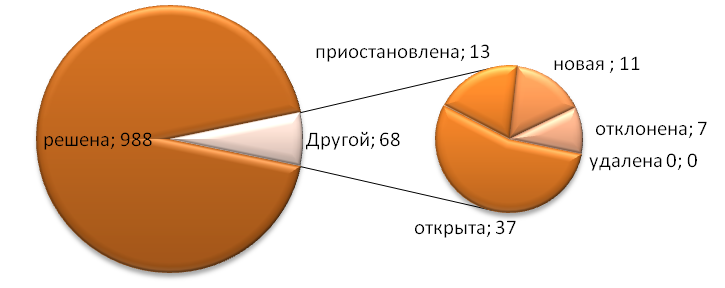 приостановлена; 13
новая ; 11
решена; 988
Другой; 68
отклонена; 7
удалена 0; 0
открыта; 37